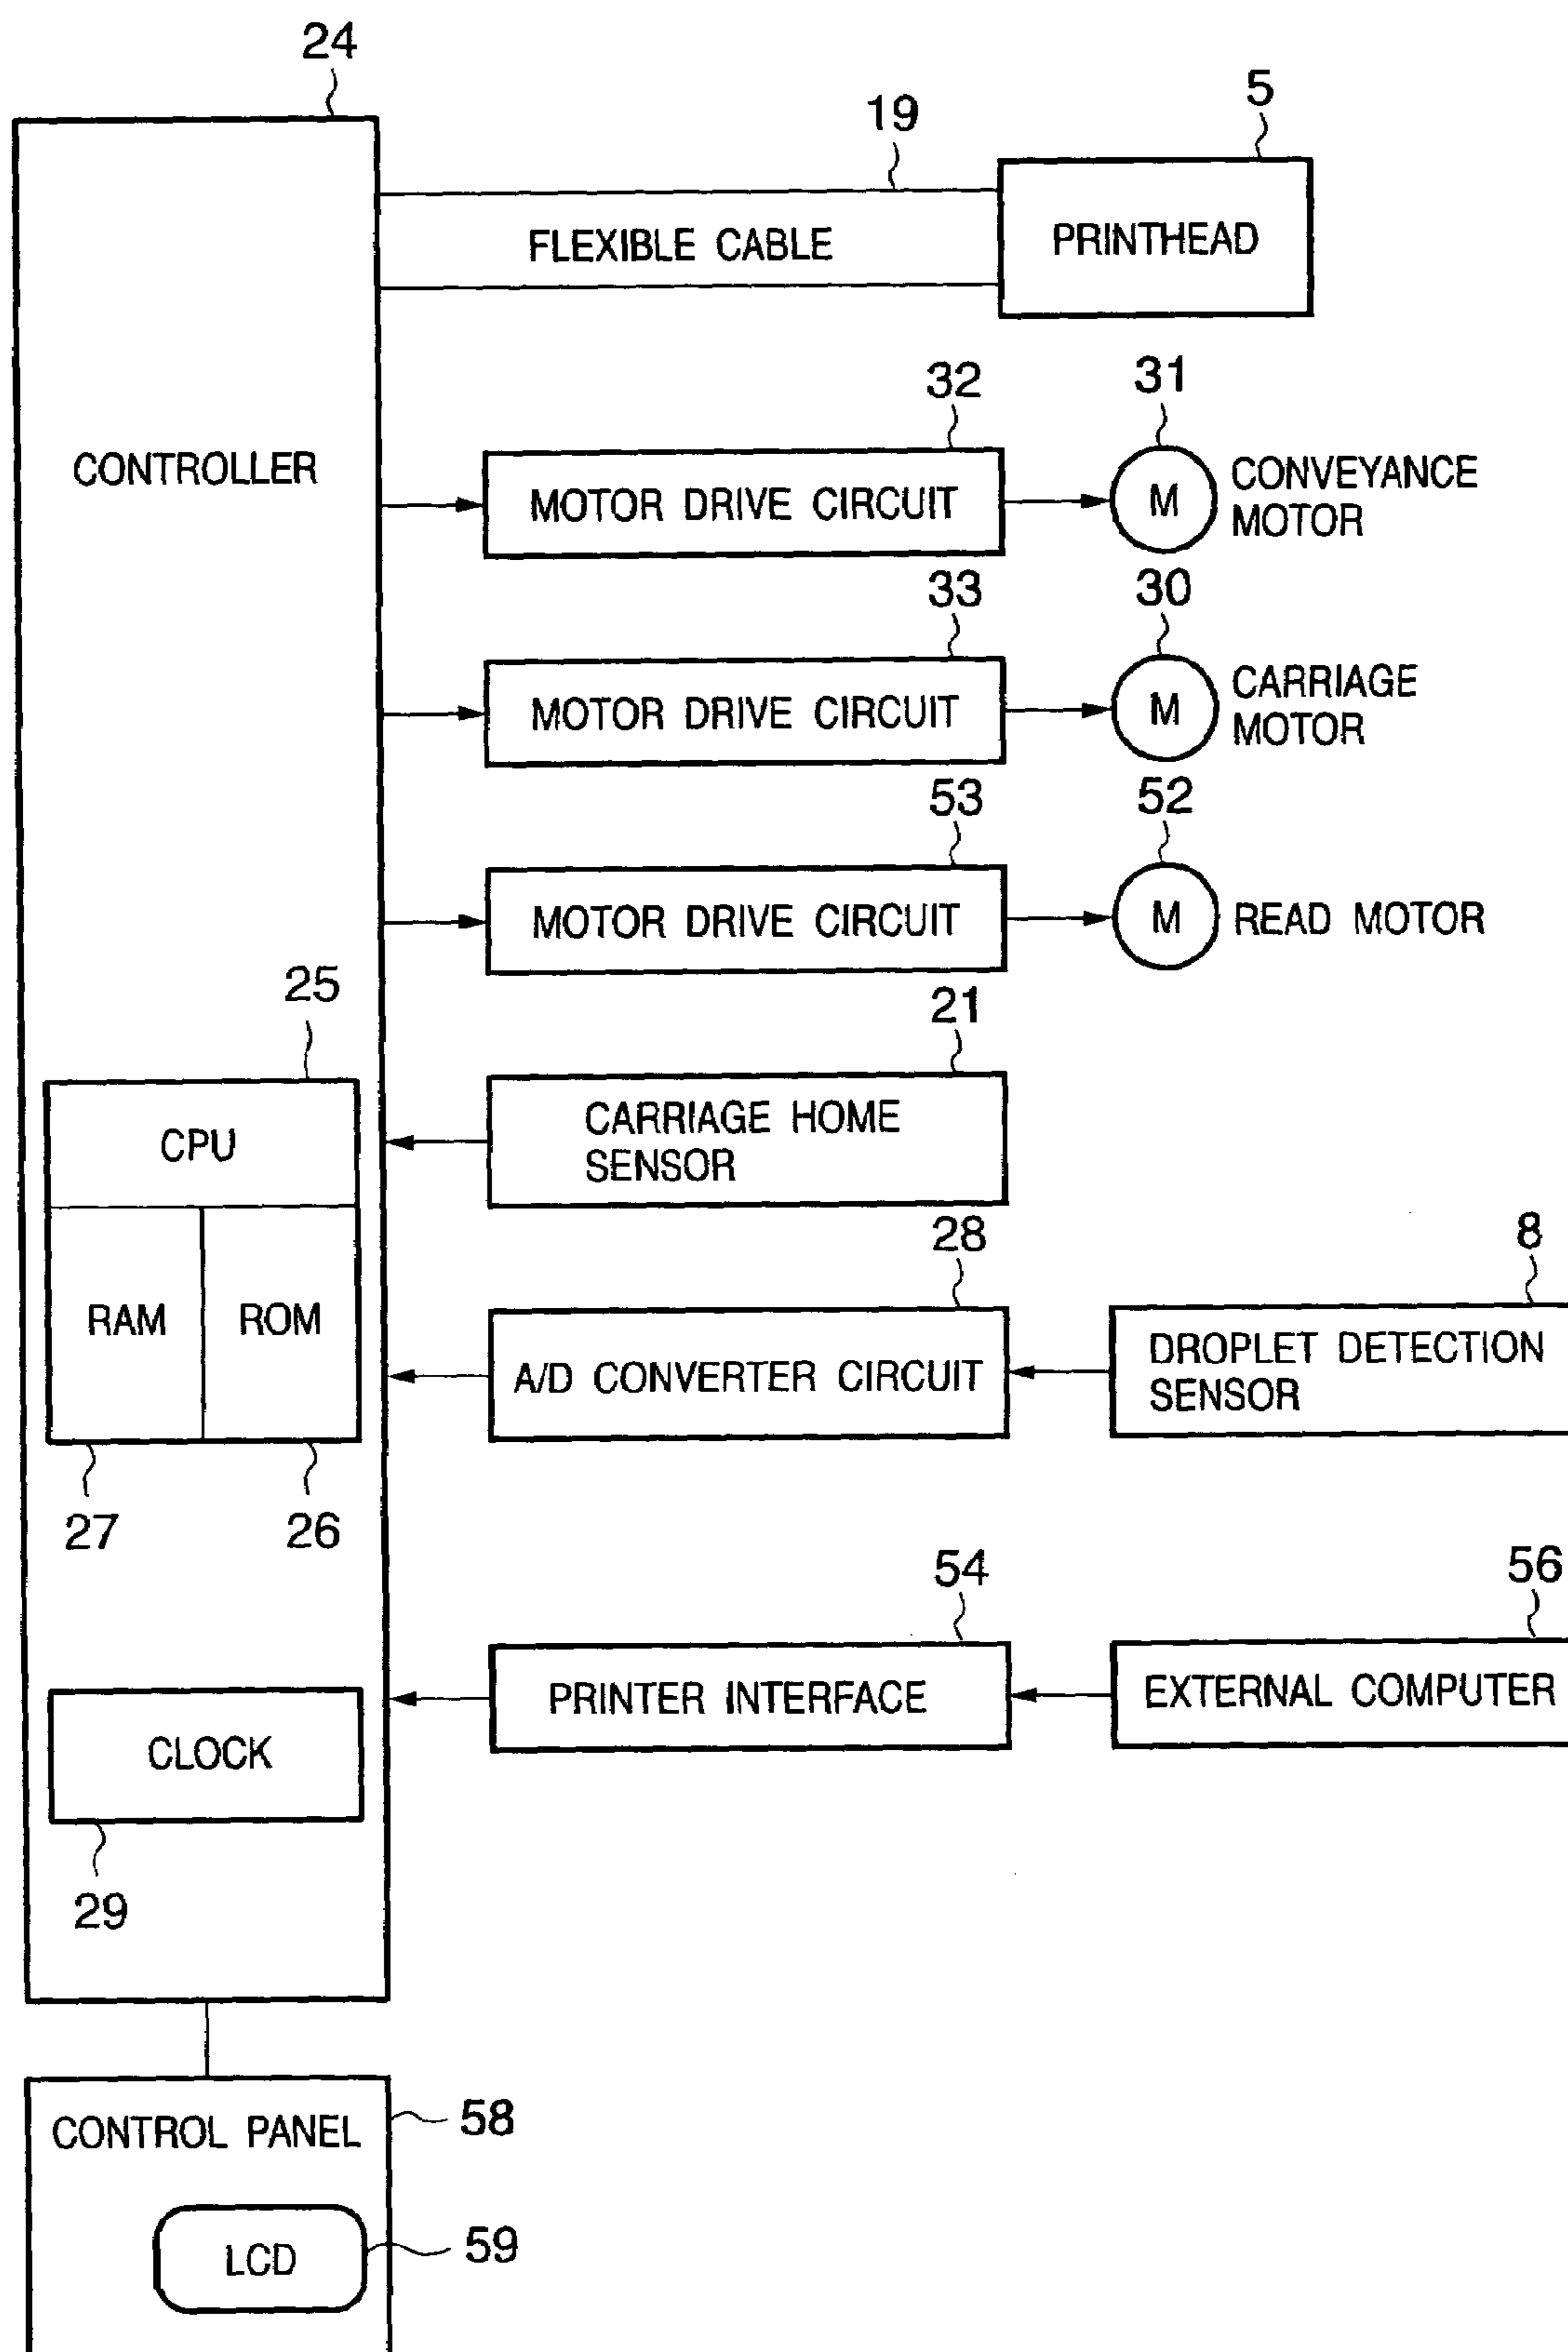 24
5
19
FLEXIBLE CABLE
PRINTHEAD
32
31
CONTROLLER
MOTOR DRIVE CIRCUIT
M
CONVEYANCE
MOTOR
33
30
MOTOR DRIVE CIRCUIT
M
CARRIAGE
MOTOR
53
52
MOTOR DRIVE CIRCUIT
M
READ MOTOR
25
21
CPU
CARRIAGE HOME
SENSOR
28
8
RAM
ROM
A/D CONVERTER CIRCUIT
DROPLET DETECTION
SENSOR
27
26
54
56
PRINTER INTERFACE
EXTERNAL COMPUTER
CLOCK
29
CONTROL PANEL
58
LCD
59